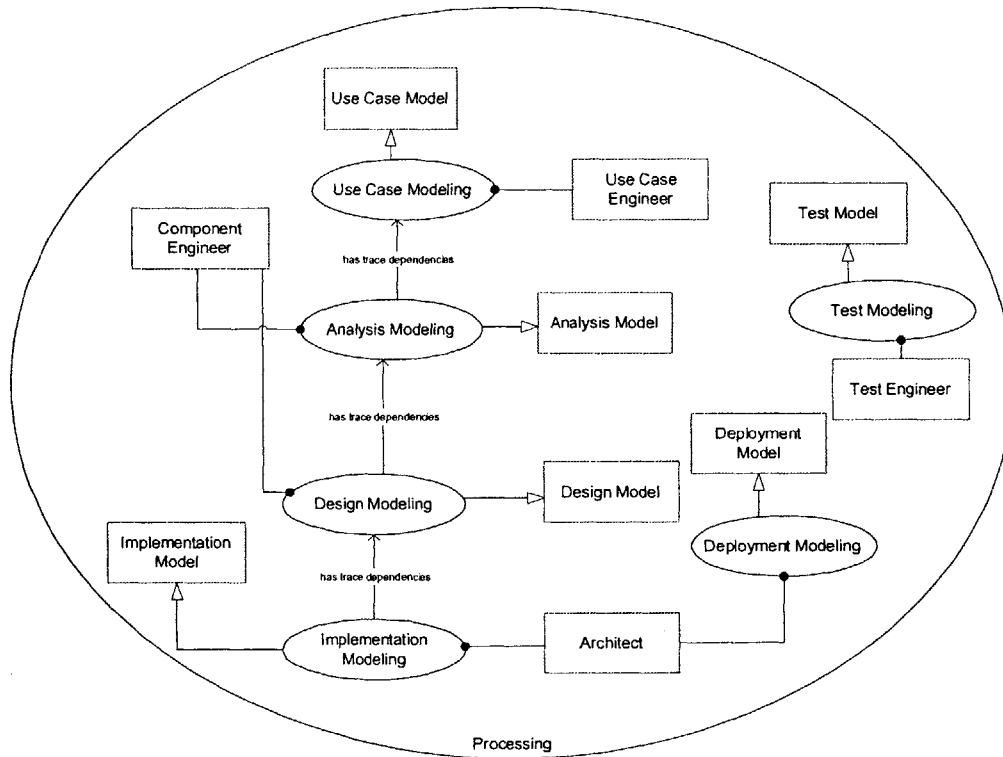 Use Case Model
Use Case Modeling
Use Case
Engineer
Component
Engineer
Test Model
has trace dependencies
Test Modeling
Analysis Modeling
Analysis Model
Test Engineer
has trace dependencies
Deployment
Model
Design Modeling
Design Model
Implementation
Model
Deployment Modeling
has trace dependencies
Implementation
Modeling
Architect
Processing